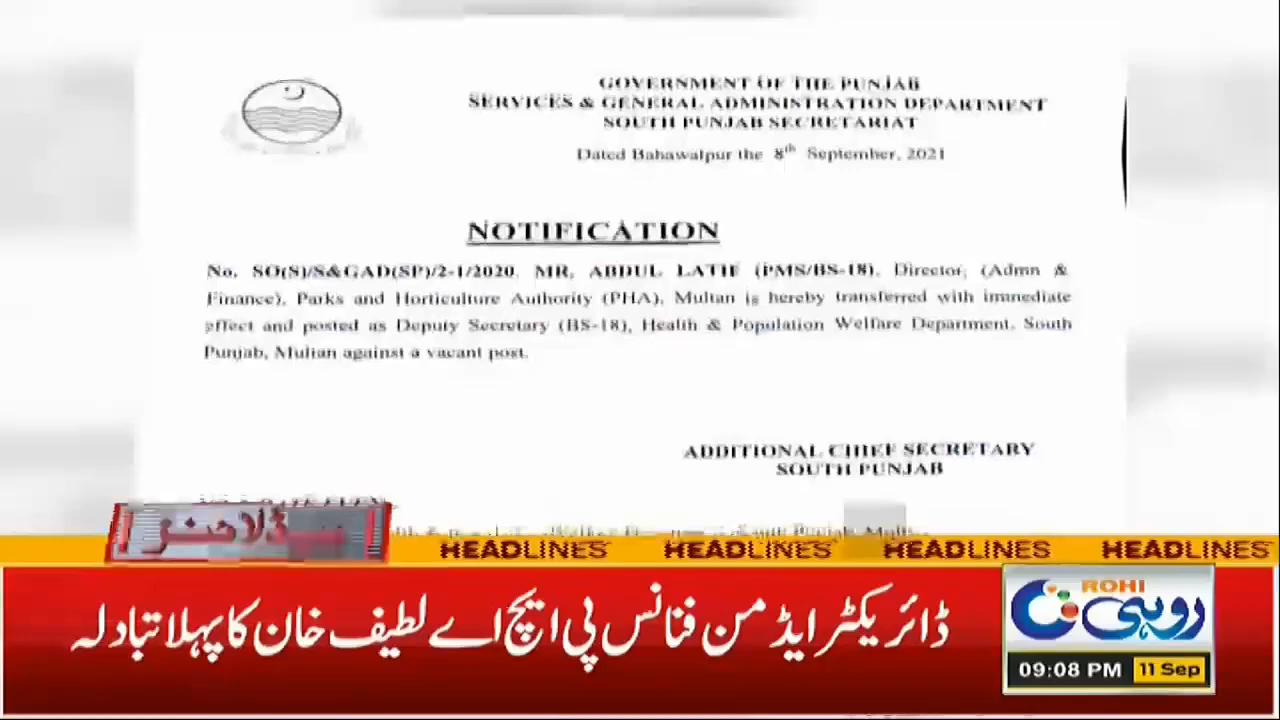 GOVERNMENT OF THE PUNJAB
SERVICES & GENERAL ADMINISTRATION DEPARTMENT
SOUTH PUNJAB SECRETARIAT
Dated Bahawalpur the 8th September, 2021
NOTIFICATION
No. SO(S)/S&GAD(SP)/2-1/2020. MR. ABDUL LATIF (PMS/BS-18), Director, (Admn &
Finance), Parks and Horticulture Authority (PHA), Multan is hereby transferred with immediate
effect and posted as Deputy Secretary (BS-18), Health & Population Welfare Department, South
Punjab, Multan against a vacant post.
ADDITIONAL CHIEF SECRETARY
SOUTH PUNJAB
HEADLINES HEADLINES HEADLINES HEADLINES
ڈائریکٹر ایڈمن فنانس پی ایچ اے لطیف خان کا پہلا تبادلہ
ROHI
روہی
09:08 PM 11 Sep